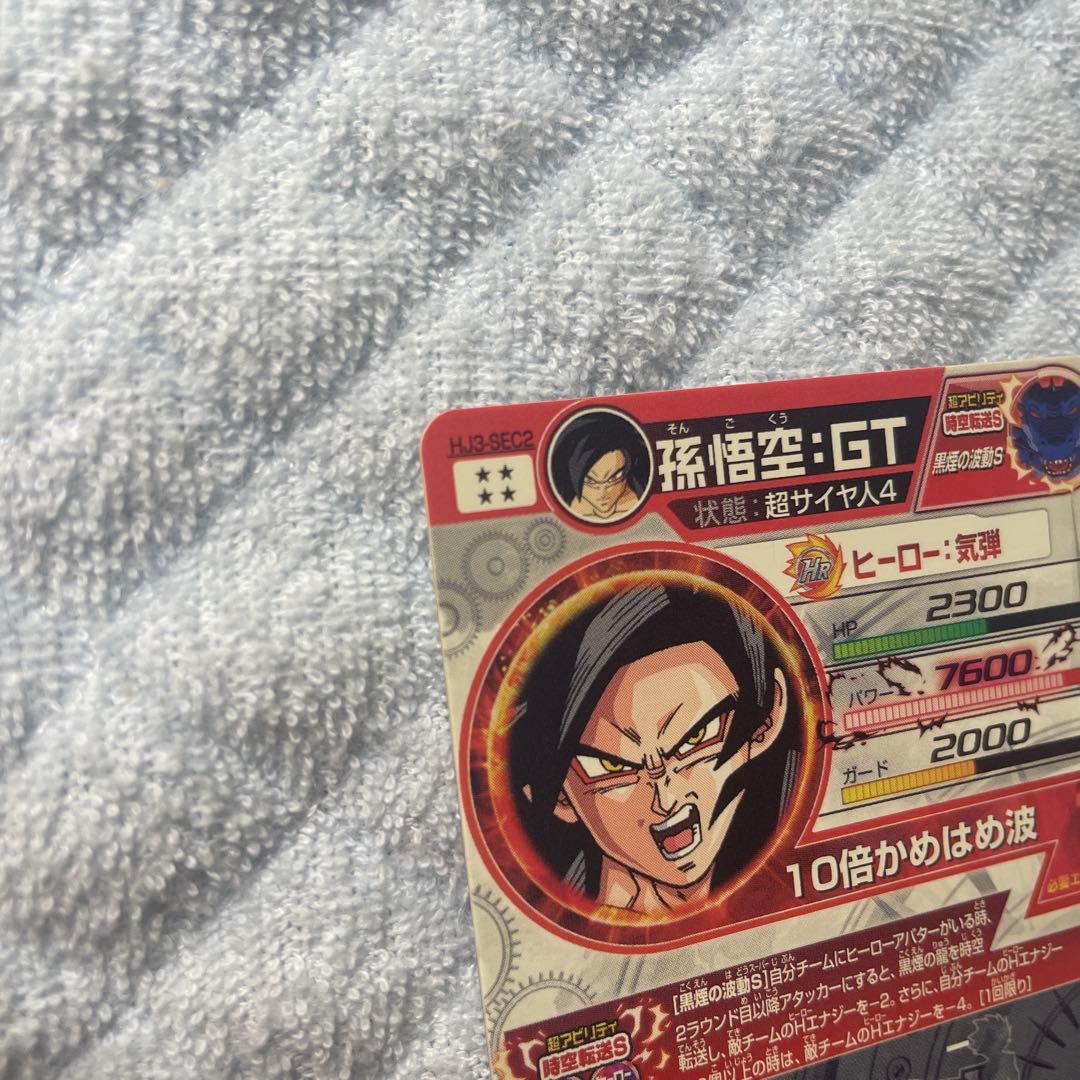 HJ3-SEC2
孫悟空:GT
そんごくう
状態:超サイヤ人4
超アビリティ
時空転送S
黒煙の波動S
HR
ヒーロー:気弾
HP 2300
パワー 7600
ガード 2000
10倍かめはめ波
[黒煙の波動S]自分チームにヒーローアバターがいる時、
2ラウンド目以降アタッカーにすると、黒煙の龍を時空
転送し、敵チームのHエナジーを-2。さらに、自分チームのHエナジー
以上の時は、敵チームのHエナジーを-4。[1回限り]
超アビリティ
時空転送S
ヒーロー